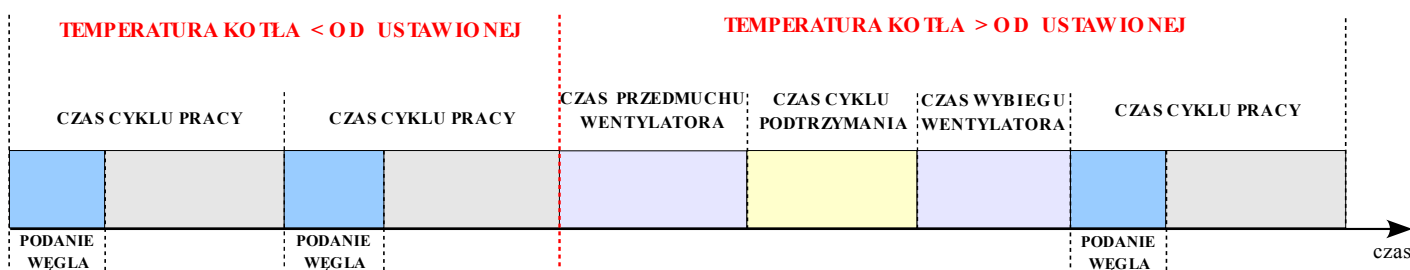 TEMPERATURA KOTŁA < OD USTAWIONEJ
TEMPERATURA KOTŁA > OD USTAWIONEJ
CZAS CYKLU PRACY
CZAS CYKLU PRACY
CZAS PRZEDMUCHU
WENTYLATORA
CZAS CYKLU
PODTRZYMANIA
CZAS WYBIEGU
WENTYLATORA
CZAS CYKLU PRACY
PODANIE
WĘGLA
PODANIE
WĘGLA
PODANIE
WĘGLA
czas